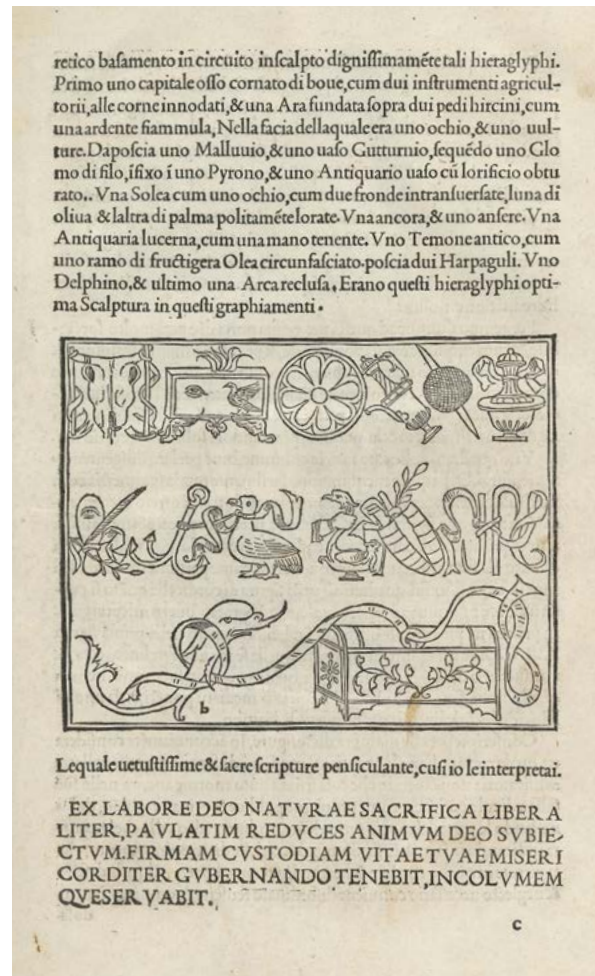 retico basamento in circuito inscalpto dignissimamẽte tali hieraglyphi.
Primo uno capitale osso cornato di boue, cum dui instrumenti agricul-
torii, alle corne innodati, & una Ara fundata sopra dui pedi hircini, cum
una ardente fiammula, Nella facia della quale era uno ochio, & uno uul-
ture. Daposcia uno Malluuio, & uno uaso Gutturnio, sequẽdo uno Glo
mo di filo, ĩfixo ĩ uno Pyrono, & uno Antiquario uaso cũ lorificio obtu
rato.. Vna Solea cum uno ochio, cum due fronde intransuersate, luna di
oliua & laltra di palma politamẽte lorate. Vna ancora, & uno ansere. Vna
Antiquaria lucerna, cum una mano tenente. Vno Temone antico, cum
uno ramo di fructigera Olea circunfasciato. poscia dui Harpaguli. Vno
Delphino, & ultimo una Arca reclusa. Erano questi hieraglyphi opti-
ma Scalptura in questi graphiamenti.
b
Lequale uetustissime & sacre scripture pensiculante, cusi io le interpretai.
EX LABORE DEO NATVRAE SACRIFICA LIBERA
LITER, PAVLATIM REDVCES ANIMVM DEO SVBIE-
CTVM. FIRMAM CVSTODIAM VITAE TVAE MISERI
CORDITER GVBERNANDO TENEBIT, INCOLVMEM
QVE SERVABIT.
c